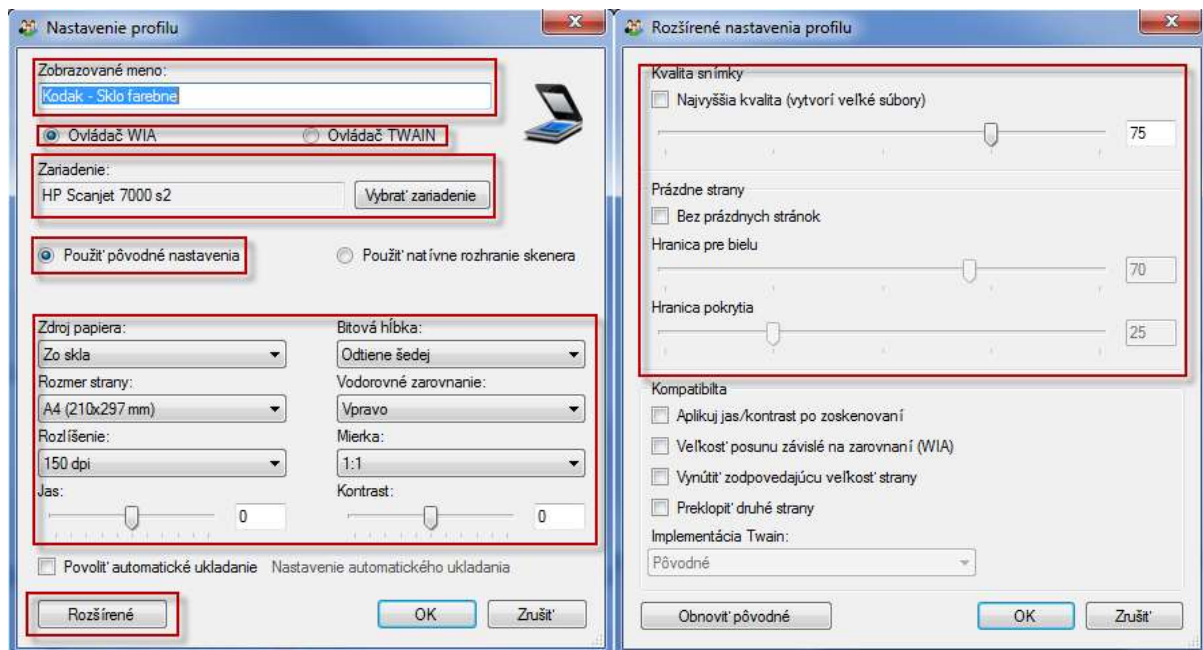 Nastavenie profilu
Zobrazované meno:
Kodak - Sklo farebne
Ovládač WIA
Ovládač TWAIN
Zariadenie:
HP Scanjet 7000 s2
Vybrať zariadenie
Použiť pôvodné nastavenia
Použiť natívne rozhranie skenera
Zdroj papiera:
Bitová hĺbka:
Zo skla
Odtiene šedej
Rozmer strany:
Vodorovné zarovnanie:
A4 (210x297 mm)
Vpravo
Rozlíšenie:
Mierka:
150 dpi
1:1
Jas:
Kontrast:
0
0
Povoliť automatické ukladanie
Nastavenie automatického ukladania
Rozšírené
OK
Zrušiť
Rozšírené nastavenia profilu
Kvalita snímky
Najvyššia kvalita (vytvorí veľké súbory)
75
Prázdne strany
Bez prázdnych stránok
Hranica pre bielu
70
Hranica pokrytia
25
Kompatibilta
Aplikuj jas/kontrast po zoskenovaní
Veľkosť posunu závislé na zarovnaní (WIA)
Vynútiť zodpovedajúcu veľkosť strany
Preklopiť druhé strany
Implementácia Twain:
Pôvodné
Obnoviť pôvodné
OK
Zrušiť